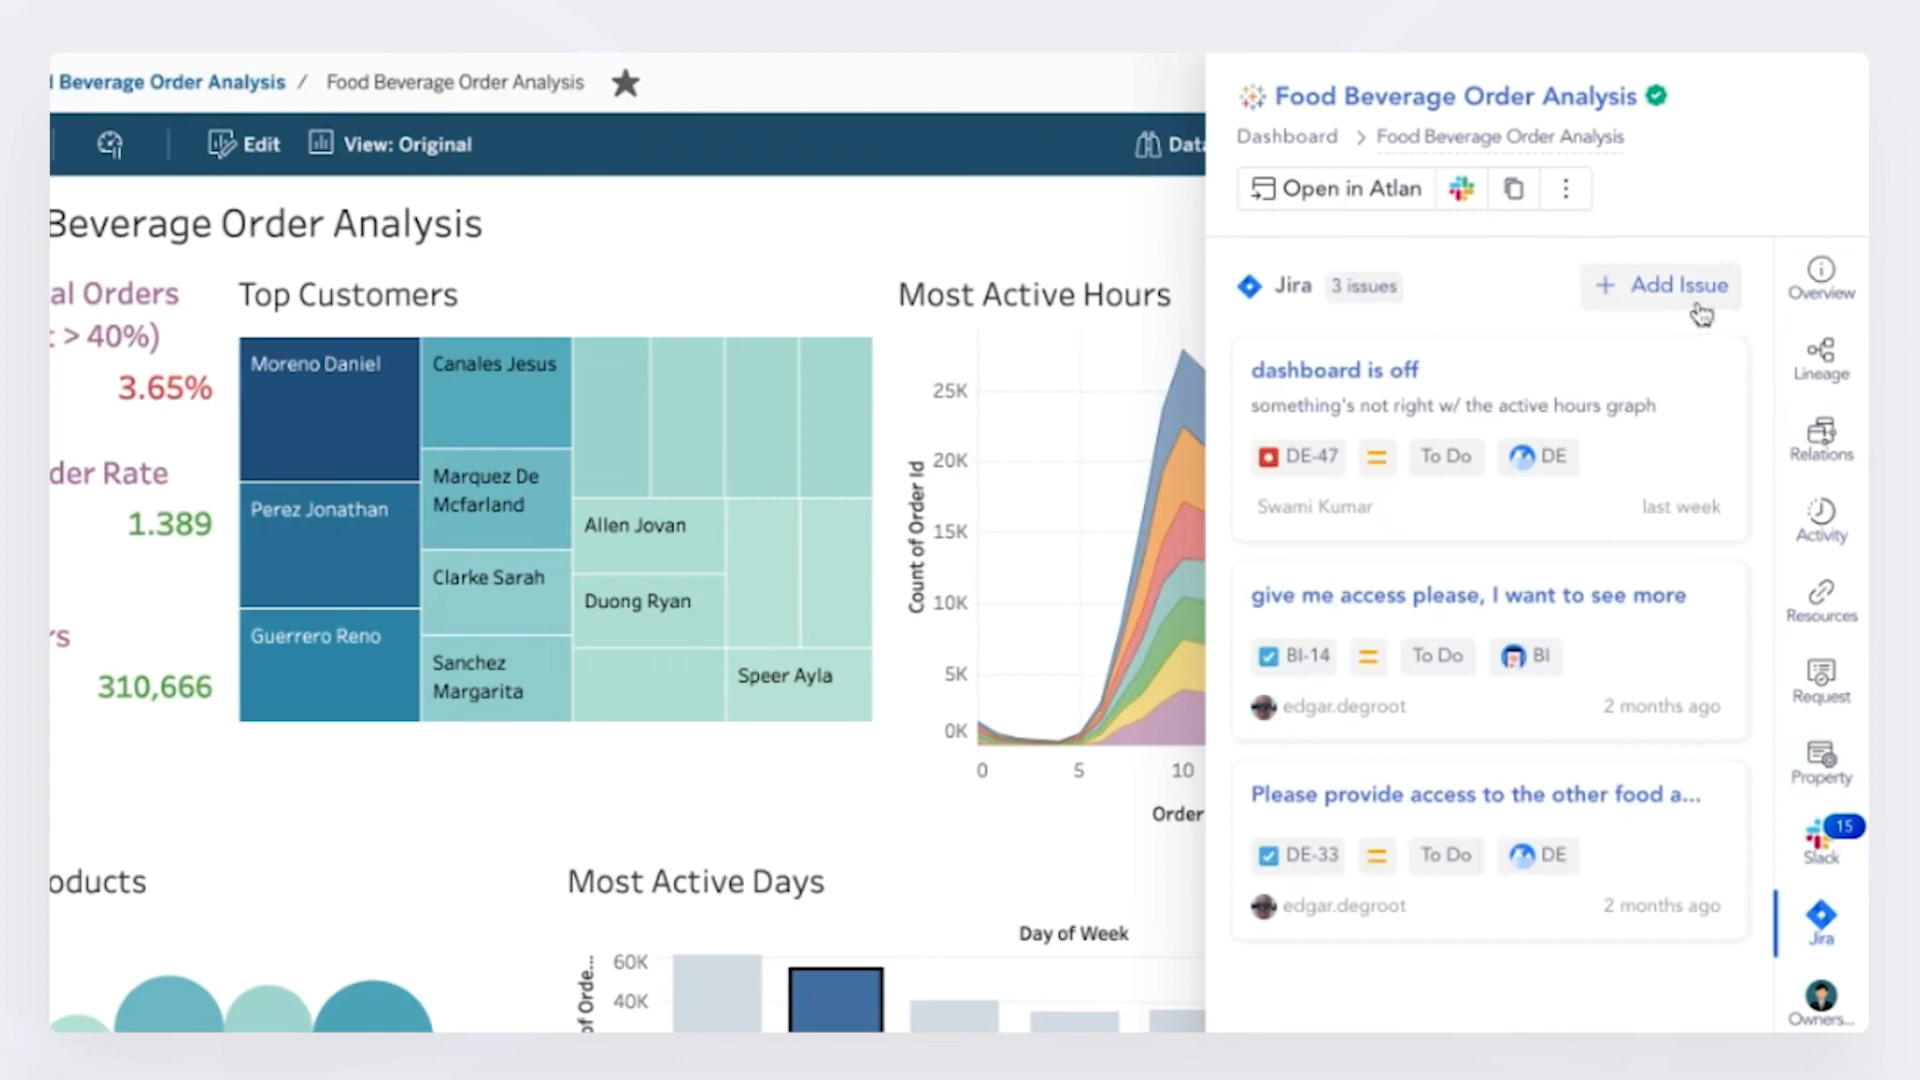 Beverage Order Analysis / Food Beverage Order Analysis
Edit
View: Original
Data
Beverage Order Analysis
al Orders
> 40%)
3.65%
der Rate
1.389
rs
310,666
Top Customers
Moreno Daniel
Perez Jonathan
Guerrero Reno
Canales Jesus
Marquez De
Mcfarland
Clarke Sarah
Sanchez
Margarita
Allen Jovan
Duong Ryan
Speer Ayla
Most Active Hours
Count of Order Id
25K
20K
15K
10K
5K
0K
0
5
10
Order
oducts
Most Active Days
Day of Week
of Orde...
60K
40K
Food Beverage Order Analysis
Dashboard > Food Beverage Order Analysis
Open in Atlan
Jira
3 issues
+ Add Issue
dashboard is off
something's not right w/ the active hours graph
DE-47
To Do
DE
Swami Kumar
last week
give me access please, I want to see more
BI-14
To Do
BI
edgar.degroot
2 months ago
Please provide access to the other food a...
DE-33
To Do
DE
edgar.degroot
2 months ago
Overview
Lineage
Relations
Activity
Resources
Request
Property
15
Slack
Jira
Owners...